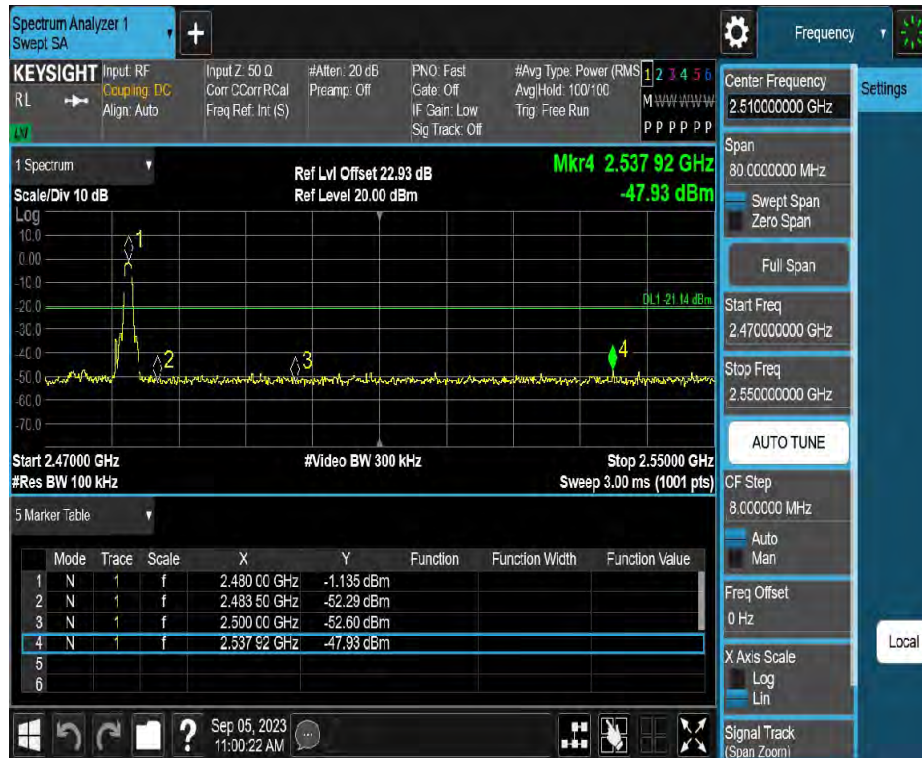 Spectrum Analyzer 1
Swept SA
+
Frequency
KEYSIGHT
RL
LXI
Input: RF
Coupling: DC
Align: Auto
Input Z: 50 Ω
Corr CCorr RCal
Freq Ref: Int (S)
#Atten: 20 dB
Preamp: Off
PNO: Fast
Gate: Off
IF Gain: Low
Sig Track: Off
#Avg Type: Power (RMS
Avg|Hold: 100/100
Trig: Free Run
1 2 3 4 5 6
M W W W W W
P P P P P P
1 Spectrum
Scale/Div 10 dB
Ref Lvl Offset 22.93 dB
Ref Level 20.00 dBm
Mkr4 2.537 92 GHz
-47.93 dBm
Log
10.0
0.00
-10.0
-20.0
-30.0
-40.0
-50.0
-60.0
-70.0
1
2
3
4
DL1 -21.14 dBm
Start 2.47000 GHz
#Res BW 100 kHz
#Video BW 300 kHz
Stop 2.55000 GHz
Sweep 3.00 ms (1001 pts)
5 Marker Table
Mode Trace Scale X Y Function Function Width Function Value
1 N 1 f 2.480 00 GHz -1.135 dBm
2 N 1 f 2.483 50 GHz -52.29 dBm
3 N 1 f 2.500 00 GHz -52.60 dBm
4 N 1 f 2.537 92 GHz -47.93 dBm
5
6
?
Sep 05, 2023
11:00:22 AM
Center Frequency
2.510000000 GHz
Span
80.0000000 MHz
Swept Span
Zero Span
Full Span
Start Freq
2.470000000 GHz
Stop Freq
2.550000000 GHz
AUTO TUNE
CF Step
8.000000 MHz
Auto
Man
Freq Offset
0 Hz
X Axis Scale
Log
Lin
Signal Track
(Span Zoom)
Settings
Local